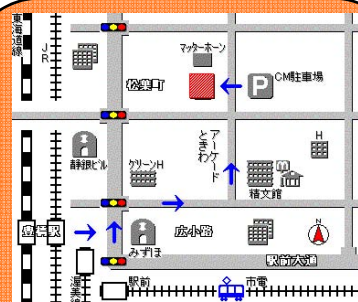 東海道線
JR
マッターホーン
松葉町
P CM駐車場
アーケード
ときわ
静銀ビル
グリーンH
H
m
精文館
豊橋駅
広小路
N
みずほ
駅前大通
渥美線
駅前
市電